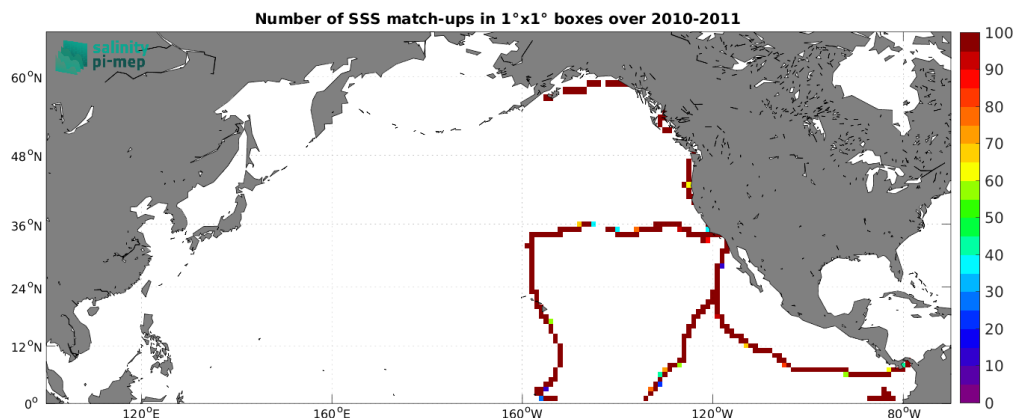 Number of SSS match-ups in 1°x1° boxes over 2010-2011
salinity
pi-mep
60°N
48°N
36°N
24°N
12°N
0°
120°E
160°E
160°W
120°W
80°W
100
90
80
70
60
50
40
30
20
10
0